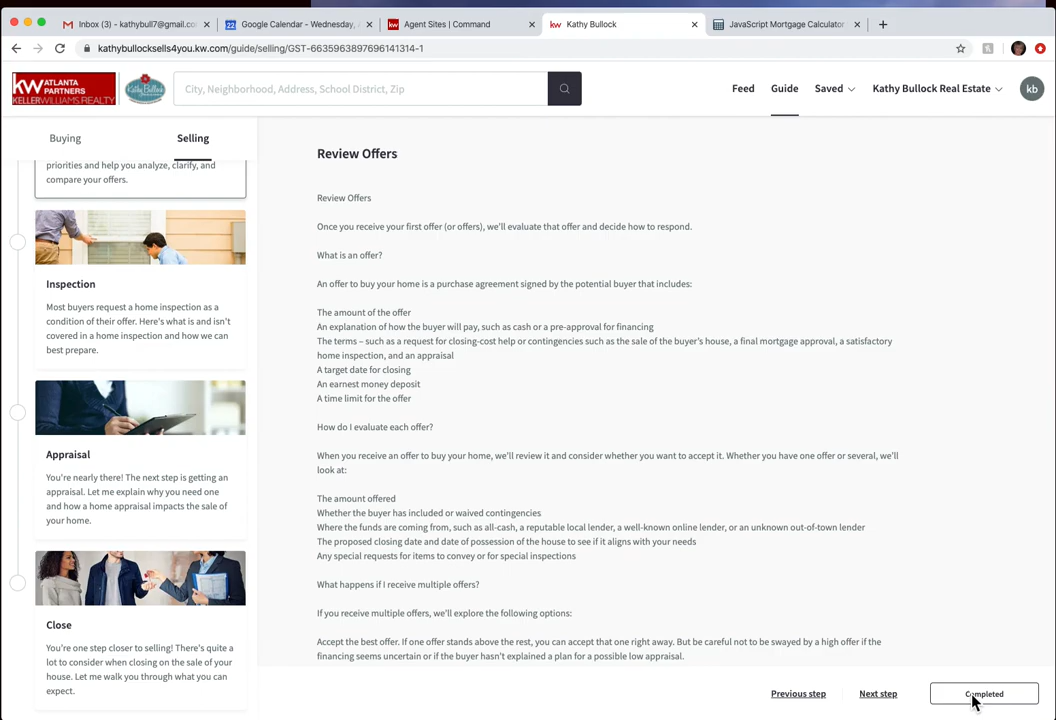 Inbox (3) - kathybull7@gmail.co
Google Calendar - Wednesday,
Agent Sites | Command
Kathy Bullock
JavaScript Mortgage Calculator
kathybullocksells4you.kw.com/guide/selling/GST-6635963897696141314-1
kw ATLANTA PARTNERS
KELLERWILLIAMS. REALTY
City, Neighborhood, Address, School District, Zip
Feed
Guide
Saved
Kathy Bullock Real Estate
kb
Buying
Selling
priorities and help you analyze, clarify, and
compare your offers.
Inspection
Most buyers request a home inspection as a
condition of their offer. Here's what is and isn't
covered in a home inspection and how we can
best prepare.
Appraisal
You're nearly there! The next step is getting an
appraisal. Let me explain why you need one
and how a home appraisal impacts the sale of
your home.
Close
You're one step closer to selling! There's quite a
lot to consider when closing on the sale of your
house. Let me walk you through what you can
expect.
Review Offers
Review Offers
Once you receive your first offer (or offers), we'll evaluate that offer and decide how to respond.
What is an offer?
An offer to buy your home is a purchase agreement signed by the potential buyer that includes:
The amount of the offer
An explanation of how the buyer will pay, such as cash or a pre-approval for financing
The terms – such as a request for closing-cost help or contingencies such as the sale of the buyer's house, a final mortgage approval, a satisfactory
home inspection, and an appraisal
A target date for closing
An earnest money deposit
A time limit for the offer
How do I evaluate each offer?
When you receive an offer to buy your home, we'll review it and consider whether you want to accept it. Whether you have one offer or several, we'll
look at:
The amount offered
Whether the buyer has included or waived contingencies
Where the funds are coming from, such as all-cash, a reputable local lender, a well-known online lender, or an unknown out-of-town lender
The proposed closing date and date of possession of the house to see if it aligns with your needs
Any special requests for items to convey or for special inspections
What happens if I receive multiple offers?
If you receive multiple offers, we'll explore the following options:
Accept the best offer. If one offer stands above the rest, you can accept that one right away. But be careful not to be swayed by a high offer if the
financing seems uncertain or if the buyer hasn't explained a plan for a possible low appraisal.
Previous step
Next step
Completed